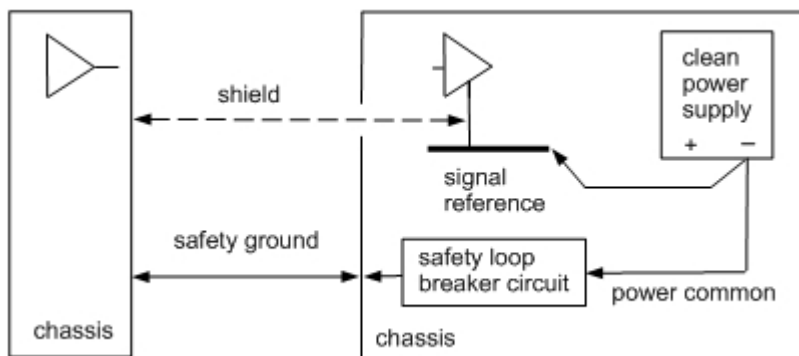 shield
clean
power
supply
+ −
signal
reference
safety ground
safety loop
breaker circuit
power common
chassis
chassis